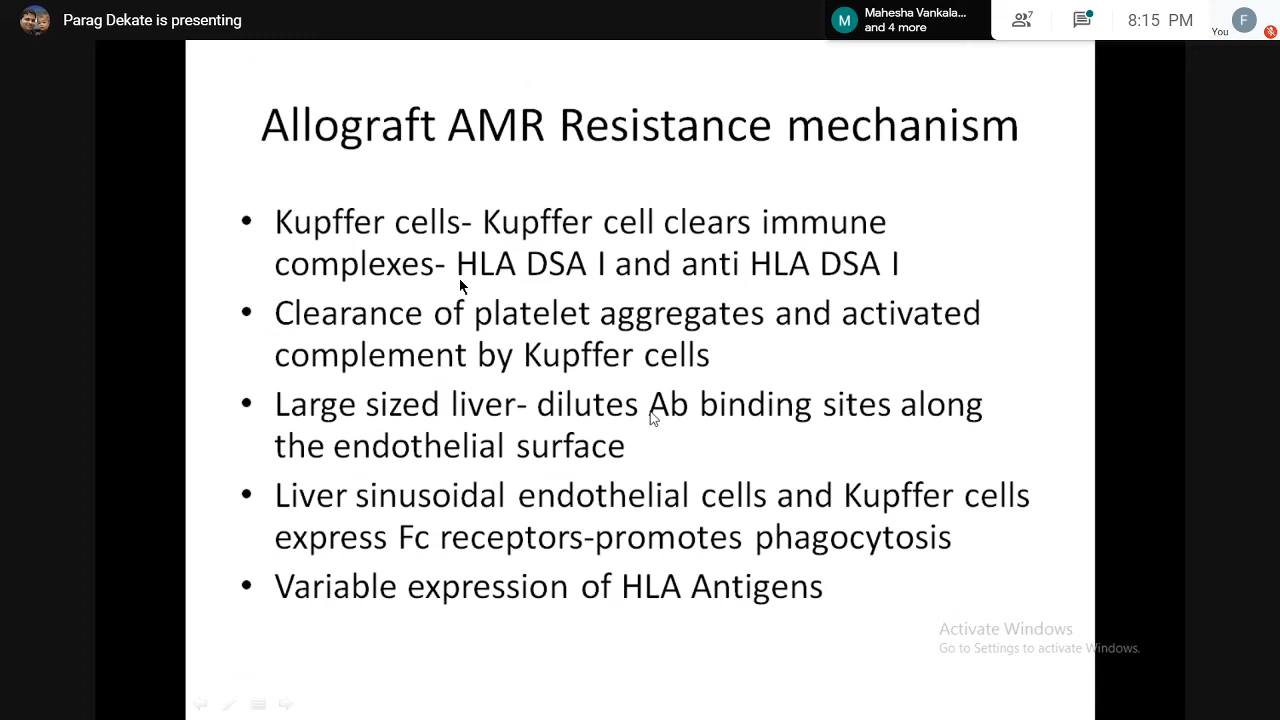 Parag Dekate is presenting
M
Mahesha Vankala...
and 4 more
7
8:15 PM
You
F
Allograft AMR Resistance mechanism
• Kupffer cells- Kupffer cell clears immune
complexes- HLA DSA I and anti HLA DSA I
• Clearance of platelet aggregates and activated
complement by Kupffer cells
• Large sized liver- dilutes Ab binding sites along
the endothelial surface
• Liver sinusoidal endothelial cells and Kupffer cells
express Fc receptors-promotes phagocytosis
• Variable expression of HLA Antigens
Activate Windows
Go to Settings to activate Windows.